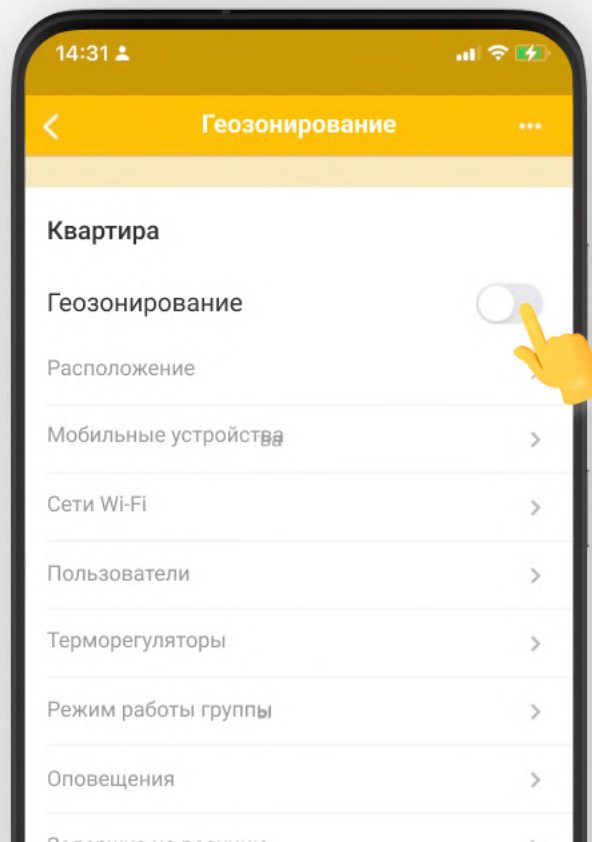 14:31
Геозонирование
Квартира
Геозонирование
Расположение
Мобильные устройства
Сети Wi-Fi
Пользователи
Терморегуляторы
Режим работы группы
Оповещения